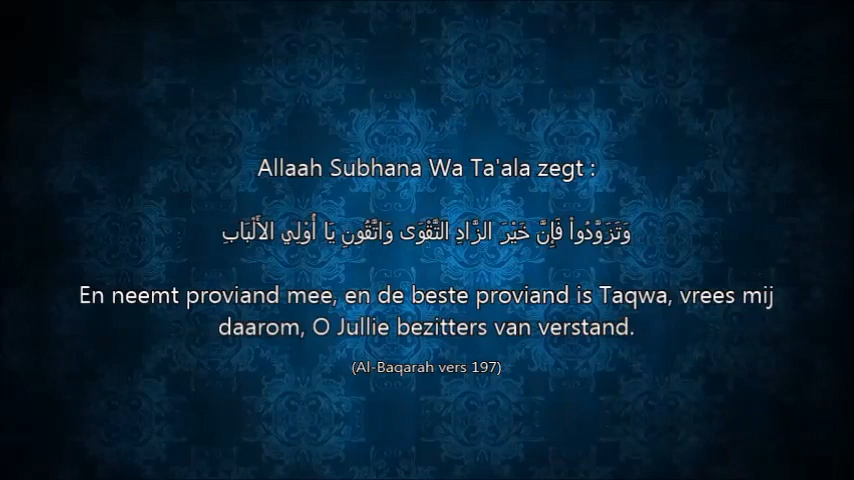 Allaah Subhana Wa Ta'ala zegt :
وَتَزَوَّدُواْ فَإِنَّ خَيْرَ الزَّادِ التَّقْوَى وَاتَّقُونِ يَا أُوْلِي الأَلْبَابِ
En neemt proviand mee, en de beste proviand is Taqwa, vrees mij
daarom, O Jullie bezitters van verstand.
(Al-Baqarah vers 197)